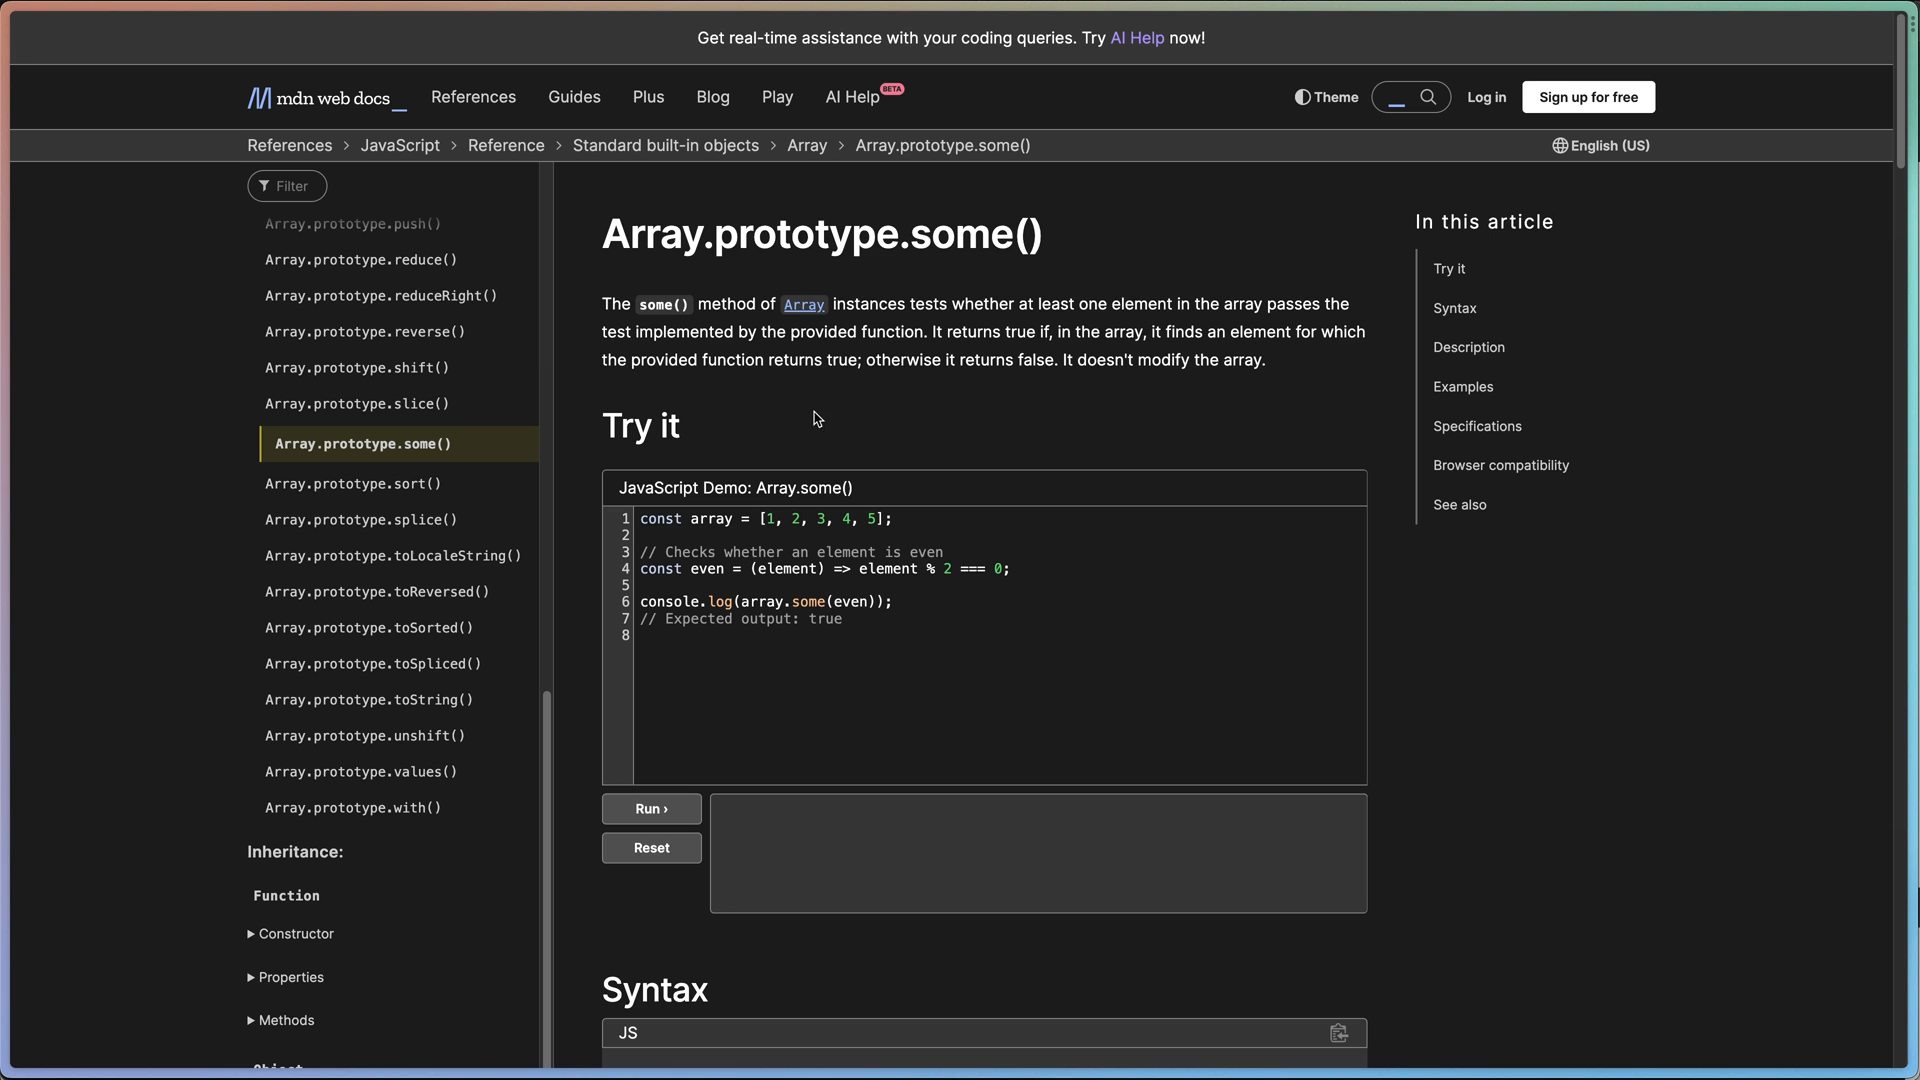 Get real-time assistance with your coding queries. Try AI Help now!
mdn web docs_
References
Guides
Plus
Blog
Play
AI Help
BETA
Theme
Log in
Sign up for free
References > JavaScript > Reference > Standard built-in objects > Array > Array.prototype.some()
English (US)
Filter
Array.prototype.push()
Array.prototype.reduce()
Array.prototype.reduceRight()
Array.prototype.reverse()
Array.prototype.shift()
Array.prototype.slice()
Array.prototype.some()
Array.prototype.sort()
Array.prototype.splice()
Array.prototype.toLocaleString()
Array.prototype.toReversed()
Array.prototype.toSorted()
Array.prototype.toSpliced()
Array.prototype.toString()
Array.prototype.unshift()
Array.prototype.values()
Array.prototype.with()
Inheritance:
Function
Constructor
Properties
Methods
Array.prototype.some()
The some() method of Array instances tests whether at least one element in the array passes the
test implemented by the provided function. It returns true if, in the array, it finds an element for which
the provided function returns true; otherwise it returns false. It doesn't modify the array.
Try it
JavaScript Demo: Array.some()
1 const array = [1, 2, 3, 4, 5];
2
3 // Checks whether an element is even
4 const even = (element) => element % 2 === 0;
5
6 console.log(array.some(even));
7 // Expected output: true
8
Run ›
Reset
Syntax
JS
In this article
Try it
Syntax
Description
Examples
Specifications
Browser compatibility
See also